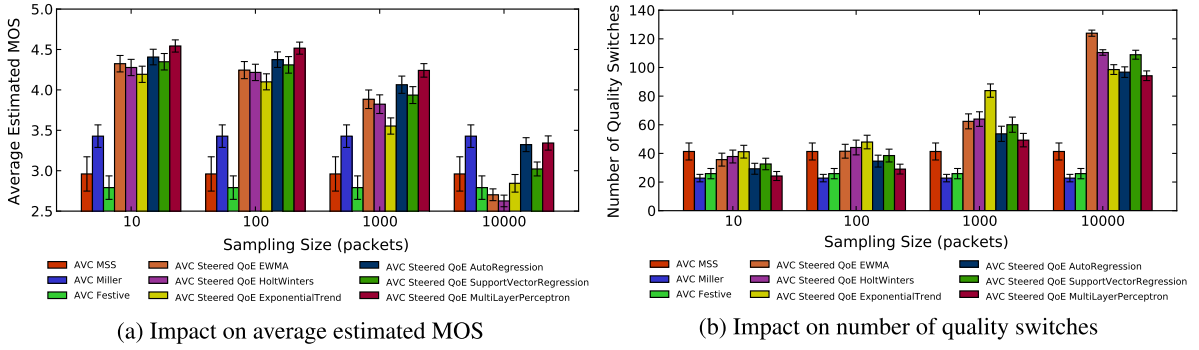 Average Estimated MOS
5.0
4.5
4.0
3.5
3.0
2.5
10 100 1000 10000
Sampling Size (packets)
AVC MSS AVC Steered QoE EWMA AVC Steered QoE AutoRegression
AVC Miller AVC Steered QoE HoltWinters AVC Steered QoE SupportVectorRegression
AVC Festive AVC Steered QoE ExponentialTrend AVC Steered QoE MultiLayerPerceptron
(a) Impact on average estimated MOS
Number of Quality Switches
140
120
100
80
60
40
20
0
10 100 1000 10000
Sampling Size (packets)
AVC MSS AVC Steered QoE EWMA AVC Steered QoE AutoRegression
AVC Miller AVC Steered QoE HoltWinters AVC Steered QoE SupportVectorRegression
AVC Festive AVC Steered QoE ExponentialTrend AVC Steered QoE MultiLayerPerceptron
(b) Impact on number of quality switches